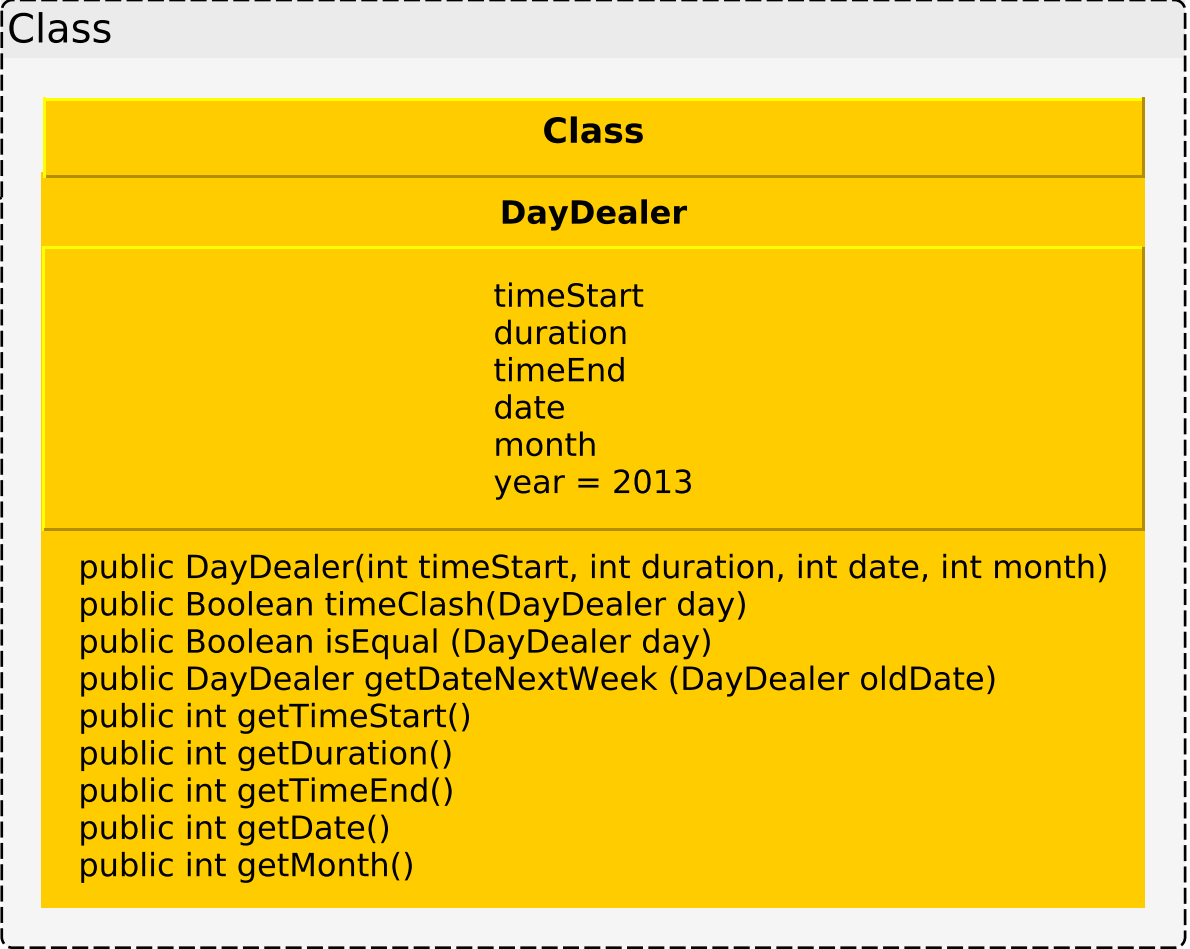 Class
Class
DayDealer
timeStart
duration
timeEnd
date
month
year = 2013
public DayDealer(int timeStart, int duration, int date, int month)
public Boolean timeClash(DayDealer day)
public Boolean isEqual (DayDealer day)
public DayDealer getDateNextWeek (DayDealer oldDate)
public int getTimeStart()
public int getDuration()
public int getTimeEnd()
public int getDate()
public int getMonth()